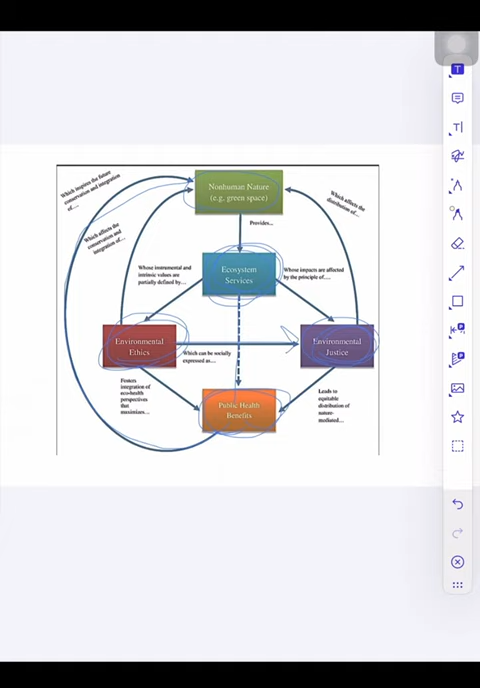 Nonhuman Nature
(e.g. green space)
Which inspires the future
conservation and integration
of....
Which affects the
conservation and
integration of...
Which affects the
distribution of...
Provides...
Ecosystem
Services
Whose instrumental and
intrinsic values are
partially defined by....
Whose impacts are affected
by the principle of....
Environmental
Ethics
Environmental
Justice
Which can be socially
expressed as....
Fosters
integration of
eco-health
perspectives
that
maximizes...
Public Health
Benefits
Leads to
equitable
distribution of
nature-
mediated...